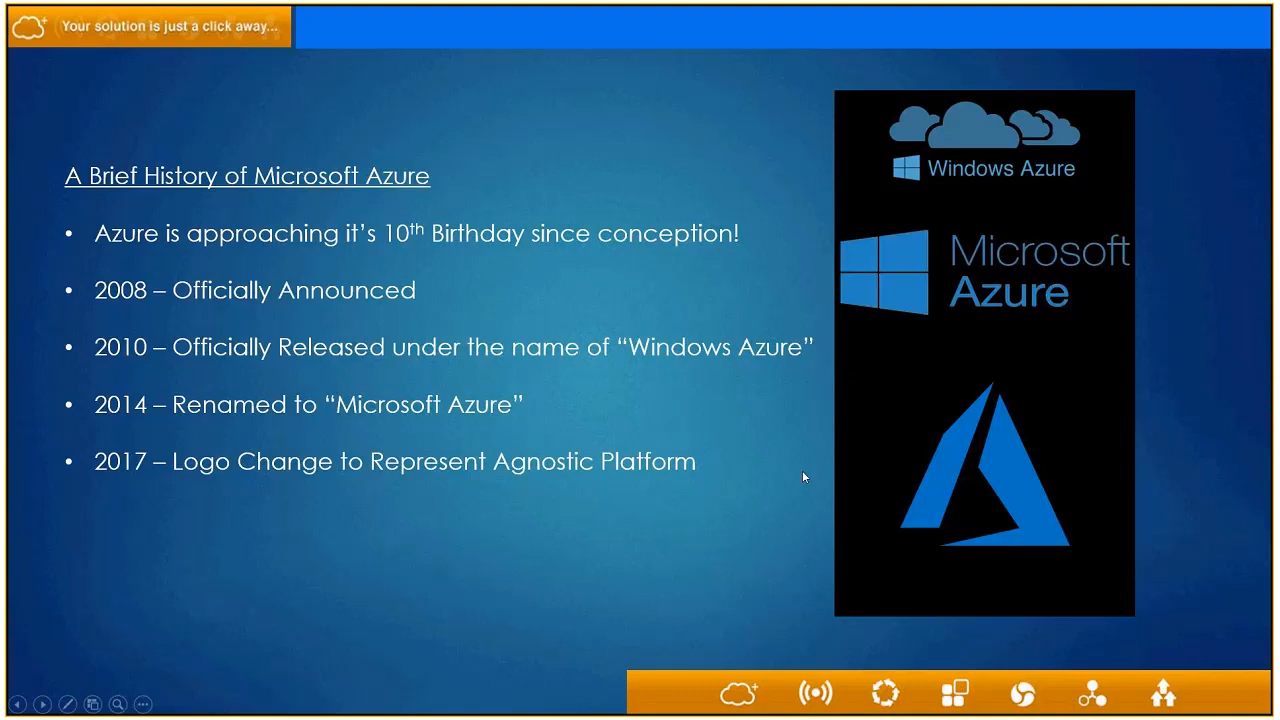 Your solution is just a click away...
A Brief History of Microsoft Azure
• Azure is approaching it's 10th Birthday since conception!
• 2008 – Officially Announced
• 2010 – Officially Released under the name of “Windows Azure”
• 2014 – Renamed to “Microsoft Azure”
• 2017 – Logo Change to Represent Agnostic Platform
Windows Azure
Microsoft
Azure